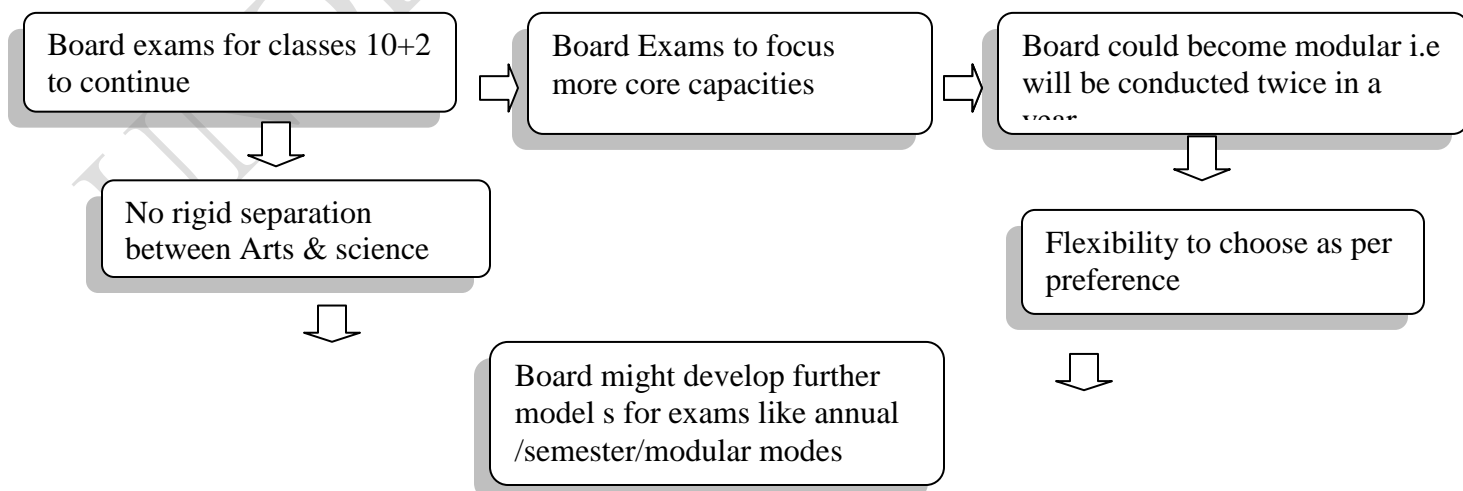 Board exams for classes 10+2
to continue
Board Exams to focus
more core capacities
Board could become modular i.e
will be conducted twice in a
year
No rigid separation
between Arts & science
Flexibility to choose as per
preference
Board might develop further
model s for exams like annual
/semester/modular modes